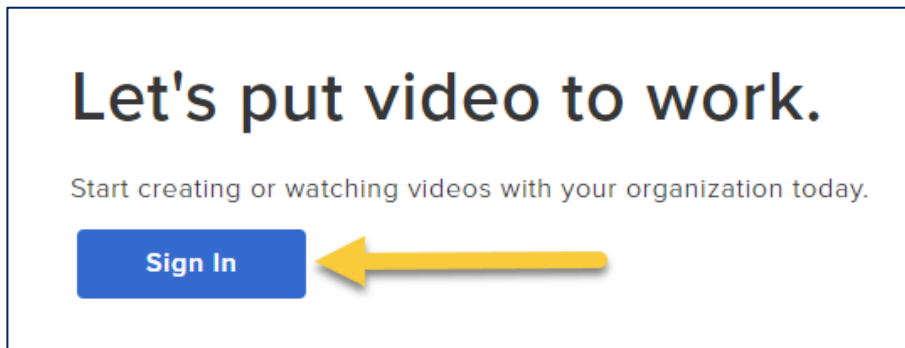 Let's put video to work.
Start creating or watching videos with your organization today.
Sign In